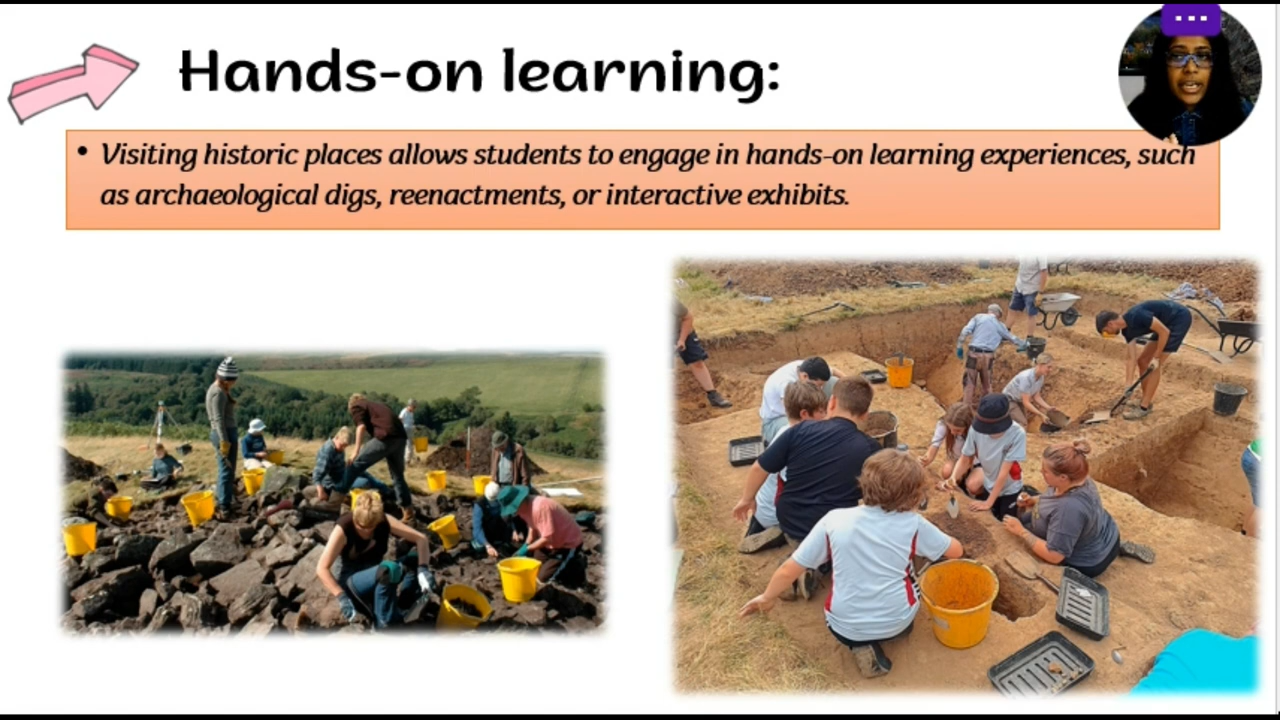 Hands-on learning:
• Visiting historic places allows students to engage in hands-on learning experiences, such
as archaeological digs, reenactments, or interactive exhibits.